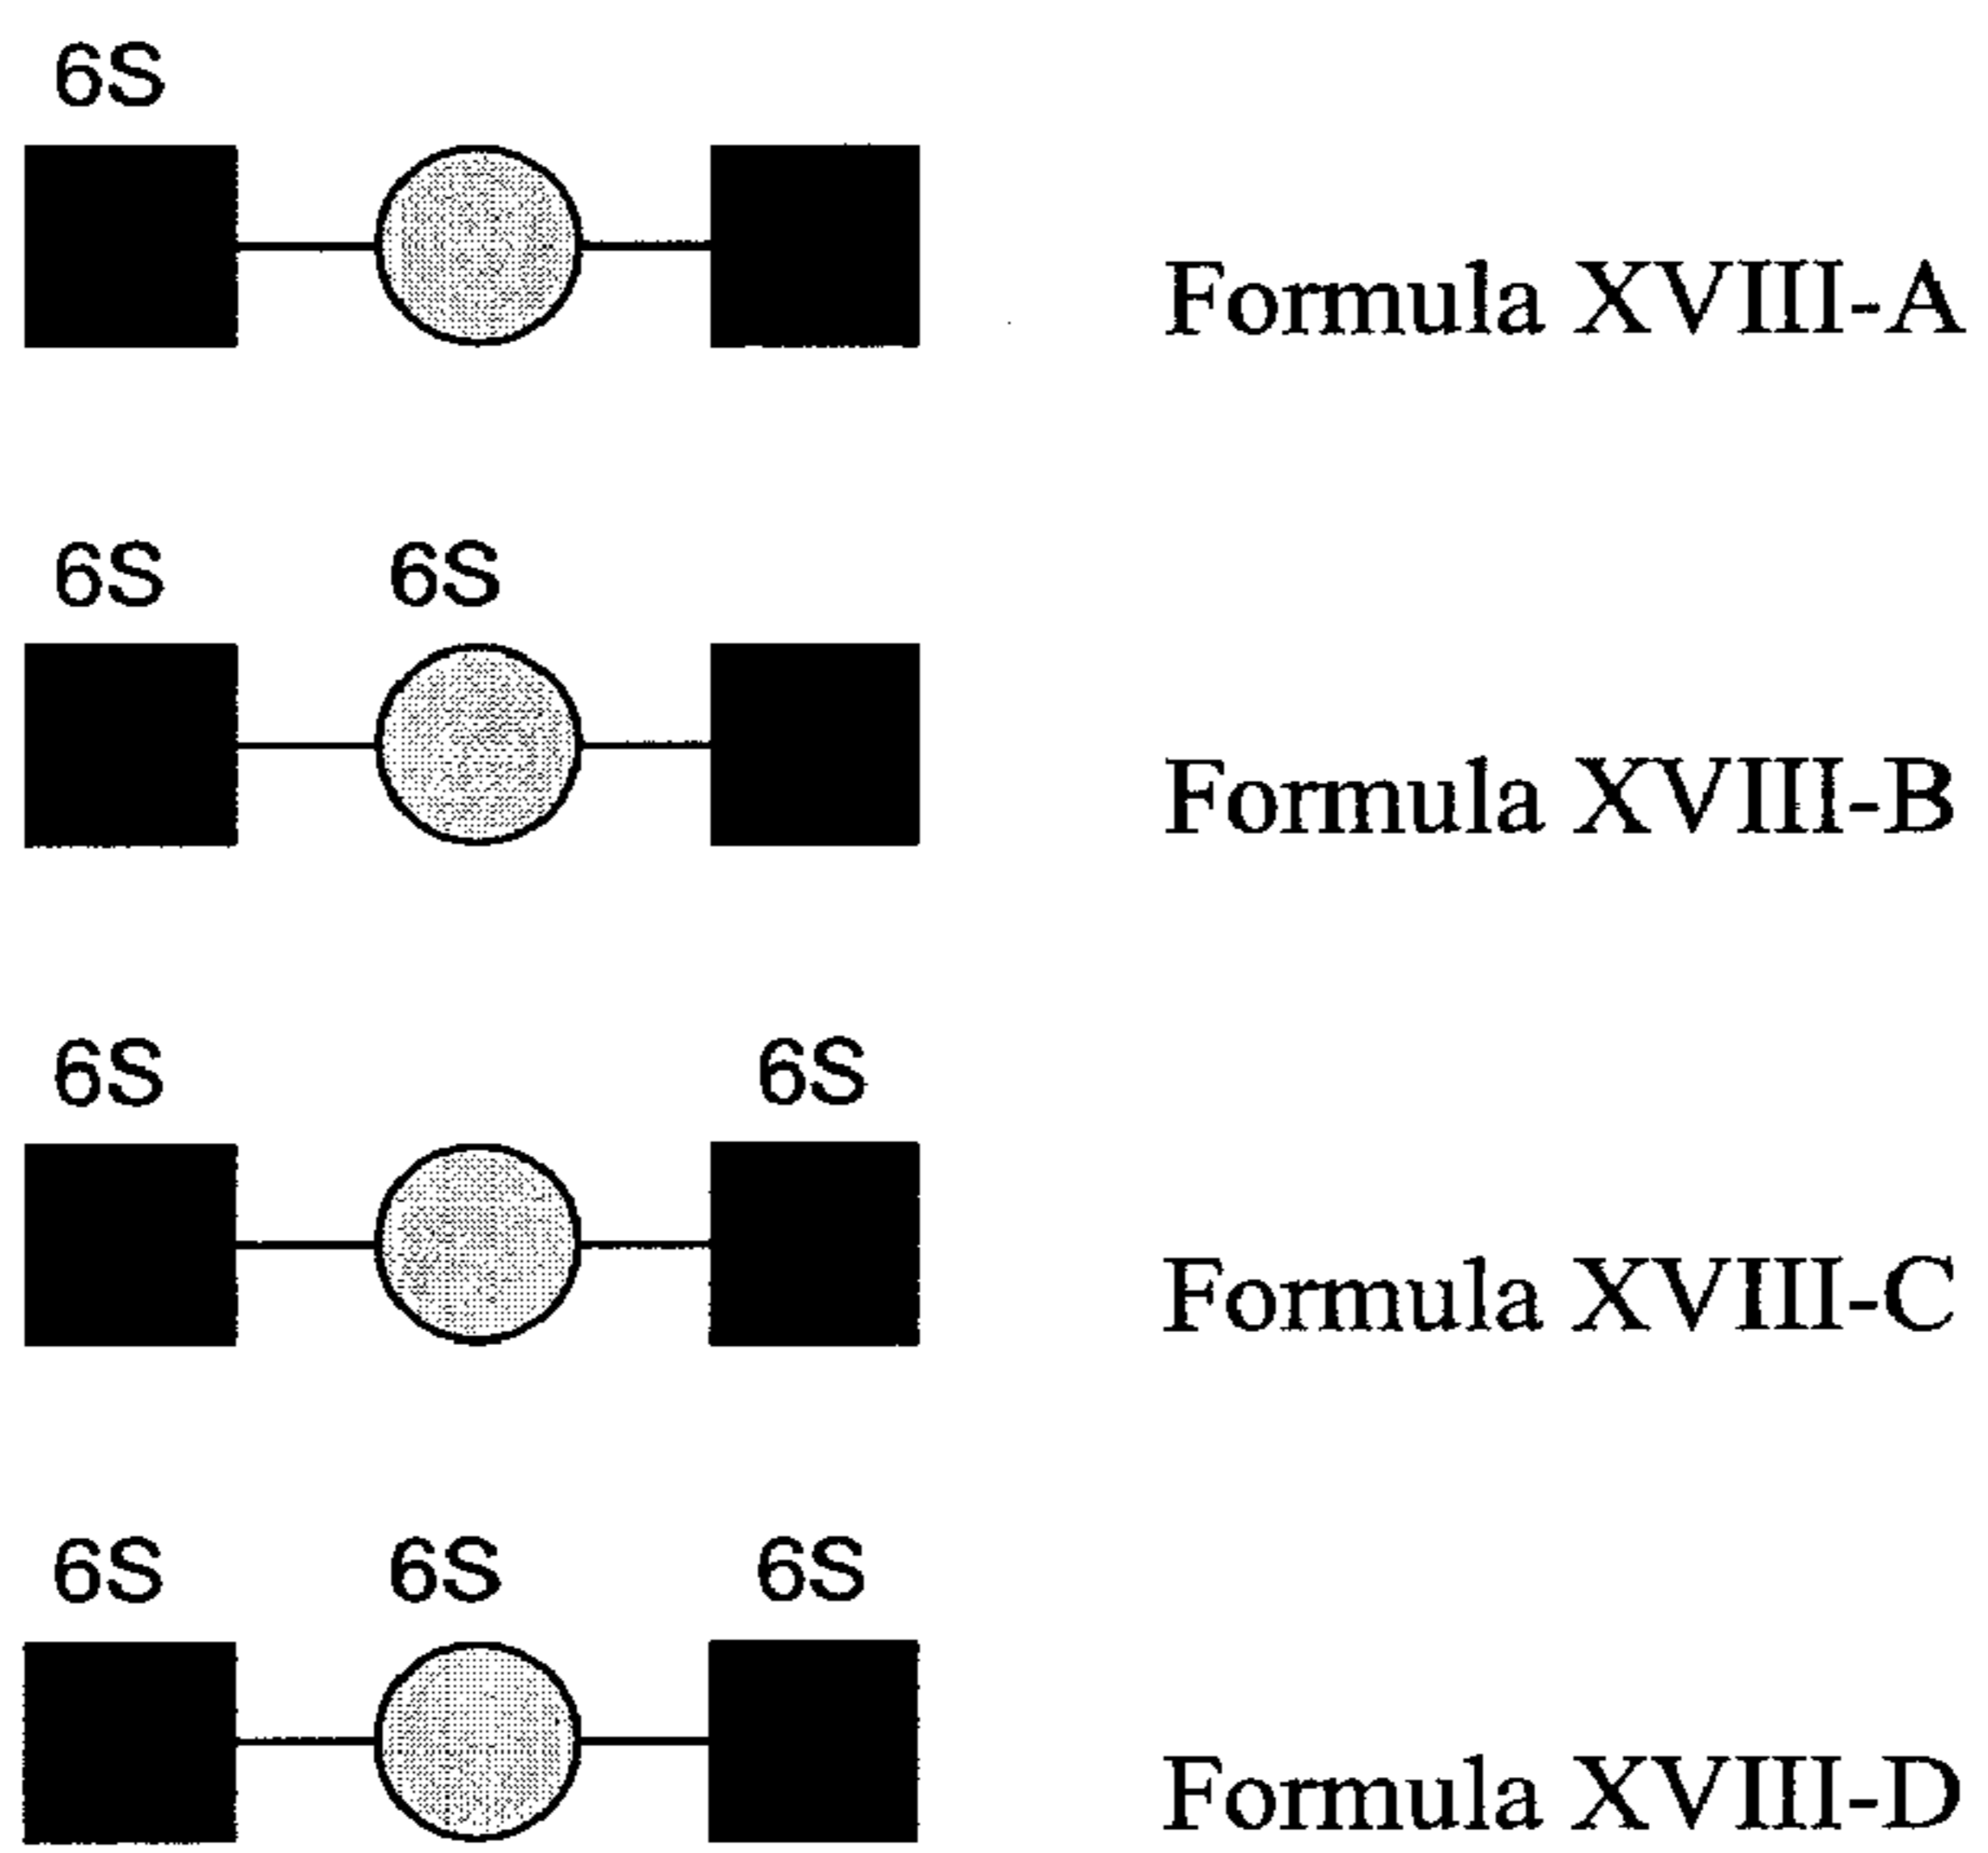 6S
Formula XVIII-A
6S 6S
Formula XVIII-B
6S 6S
Formula XVIII-C
6S 6S 6S
Formula XVIII-D